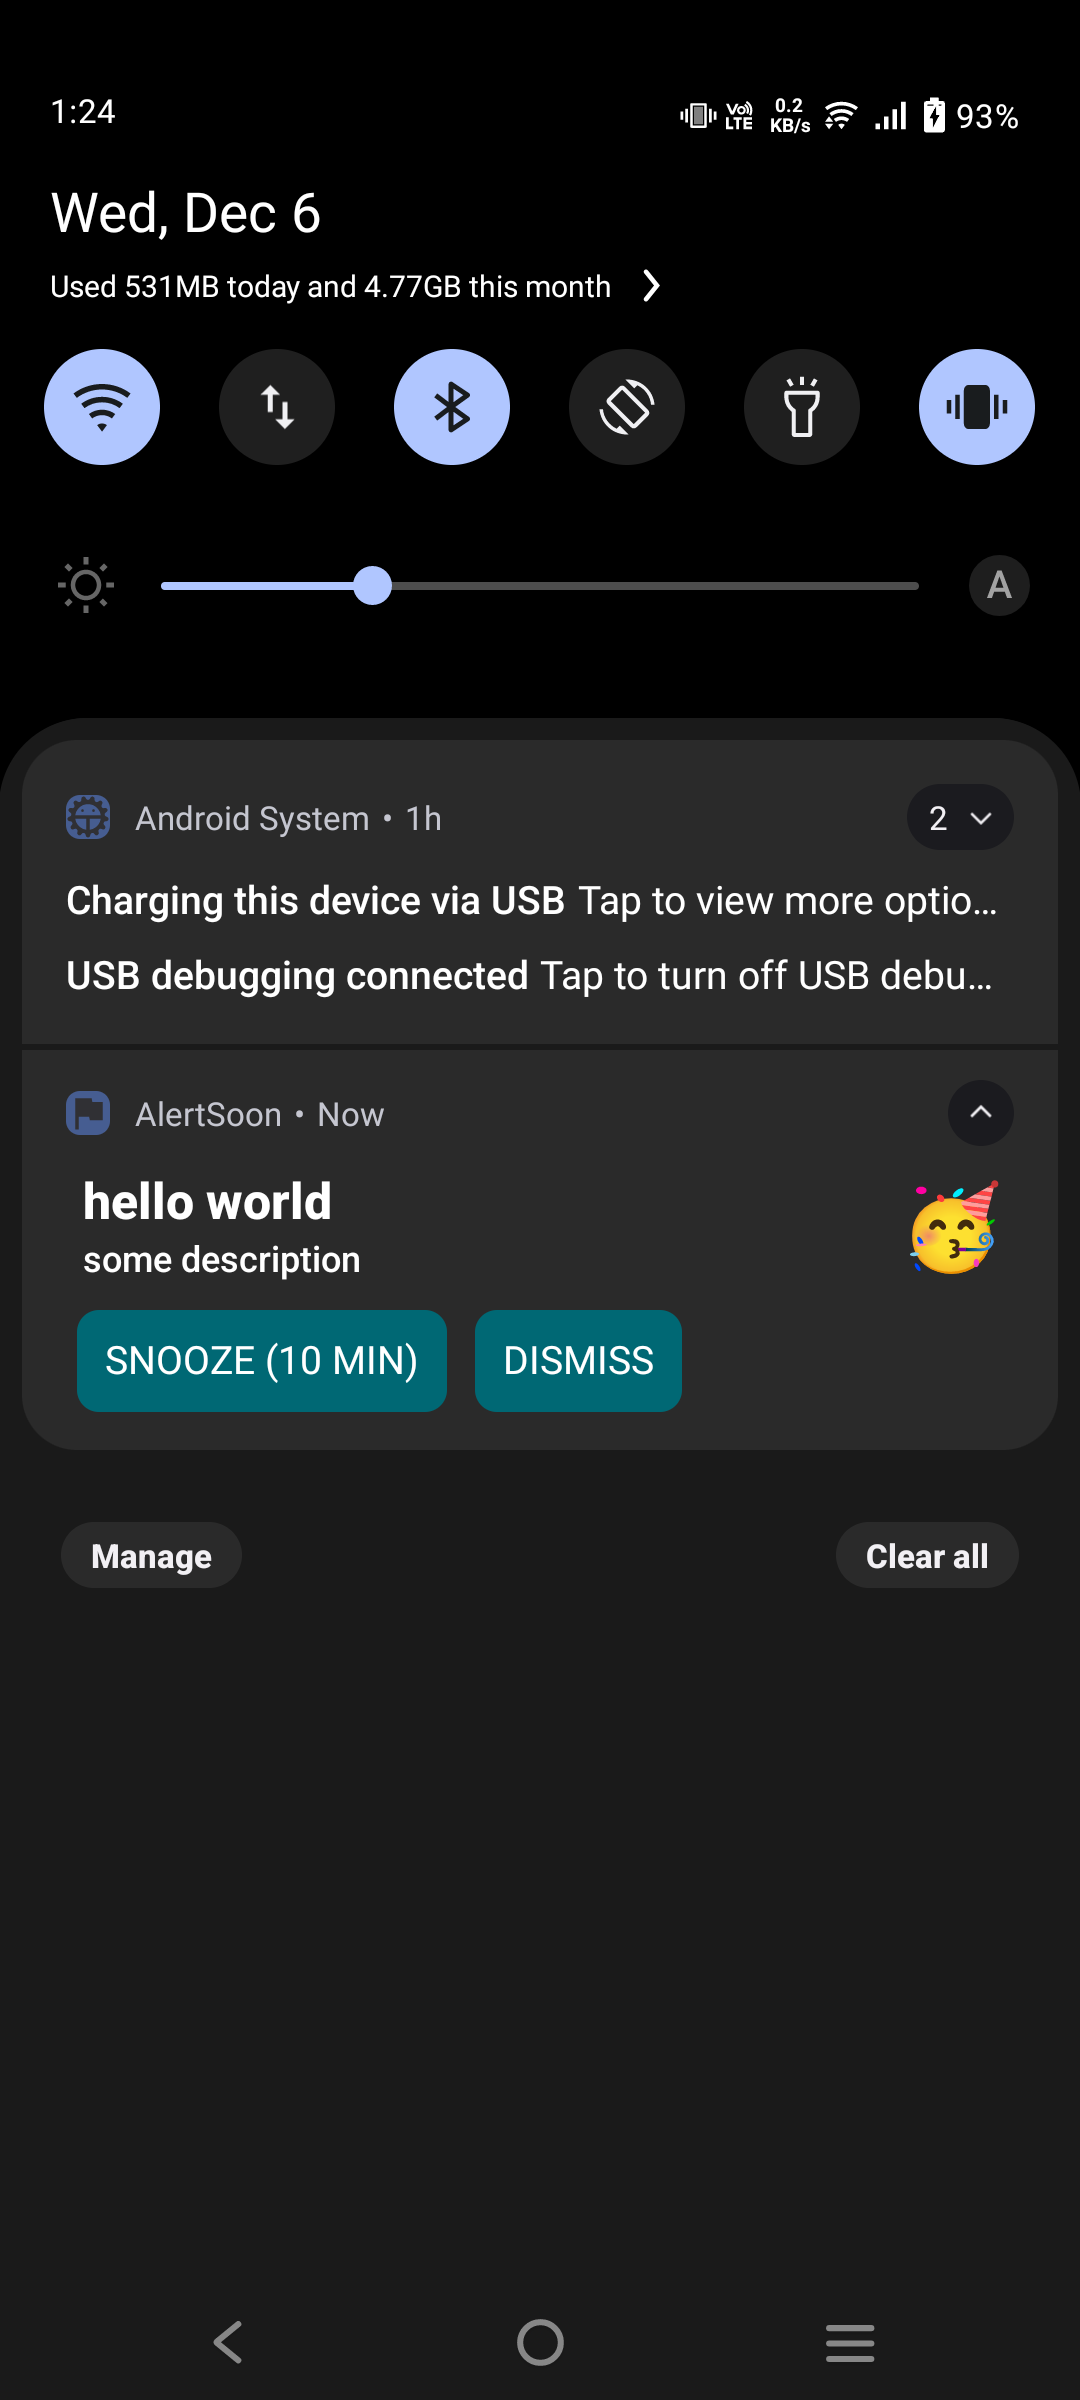 1:24
Vo)) LTE
0.2 KB/s
93%
Wed, Dec 6
Used 531MB today and 4.77GB this month
A
Android System • 1h
2
Charging this device via USB Tap to view more optio...
USB debugging connected Tap to turn off USB debu...
AlertSoon • Now
hello world
some description
SNOOZE (10 MIN)
DISMISS
Manage
Clear all